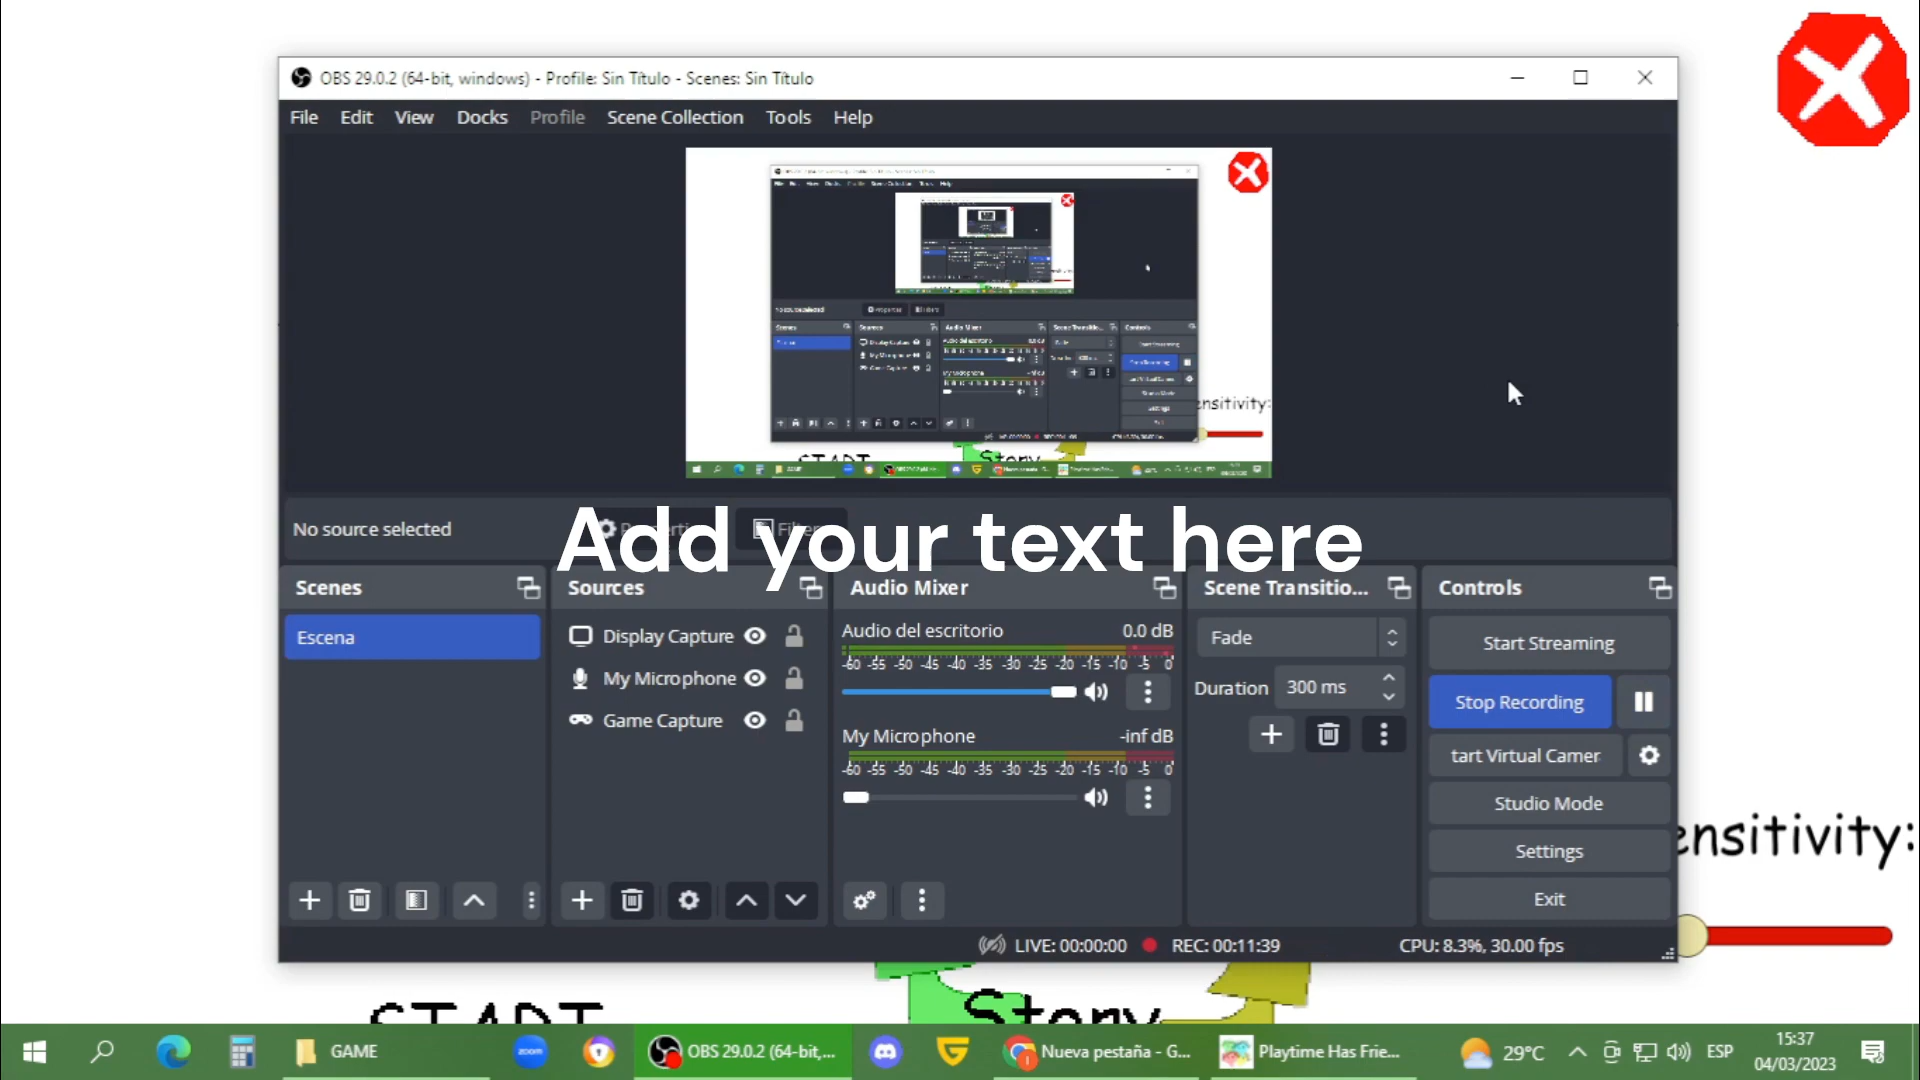 OBS 29.0.2 (64-bit, windows) - Profile: Sin Título - Scenes: Sin Título
File Edit View Docks Profile Scene Collection Tools Help
No source selected
Add your text here
Scenes
Escena
Sources
Display Capture
My Microphone
Game Capture
Audio Mixer
Audio del escritorio 0.0 dB
-60 -55 -50 -45 -40 -35 -30 -25 -20 -15 -10 -5 0
My Microphone -inf dB
-60 -55 -50 -45 -40 -35 -30 -25 -20 -15 -10 -5 0
Scene Transitio...
Fade
Duration 300 ms
Controls
Start Streaming
Stop Recording
tart Virtual Camer
Studio Mode
Settings
Exit
ensitivity:
LIVE: 00:00:00 REC: 00:11:39 CPU: 8.3%, 30.00 fps
START
Story
GAME
zoom
OBS 29.0.2 (64-bit,...
Nueva pestaña - G...
Playtime Has Frie...
29°C
ESP
15:37
04/03/2023